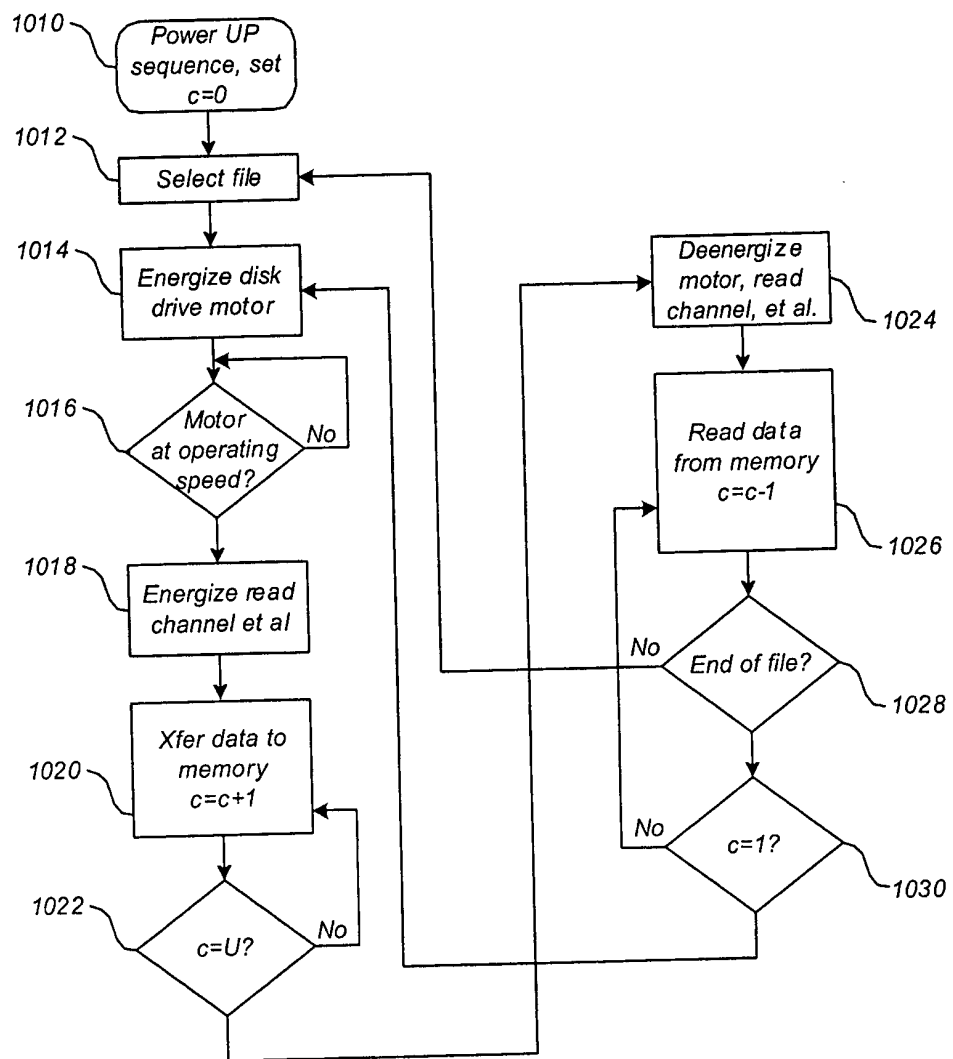 1010
Power UP
sequence, set
c=0
1012
Select file
1014
Energize disk
drive motor
1016
Motor
at operating
speed?
No
1018
Energize read
channel et al
1020
Xfer data to
memory
c=c+1
1022
c=U?
No
Deenergize
motor, read
channel, et al.
1024
Read data
from memory
c=c-1
1026
No
End of file?
1028
No
c=1?
1030